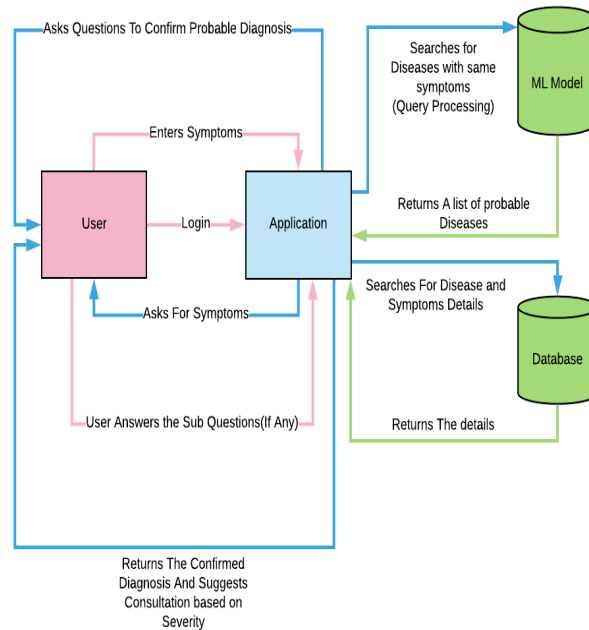 Asks Questions To Confirm Probable Diagnosis
Searches for
Diseases with same
symptoms
(Query Processing)
ML Model
Enters Symptoms
User
Login
Application
Returns A list of probable
Diseases
Searches For Disease and
Symptoms Details
Asks For Symptoms
Database
User Answers the Sub Questions(If Any)
Returns The details
Returns The Confirmed
Diagnosis And Suggests
Consultation based on
Severity